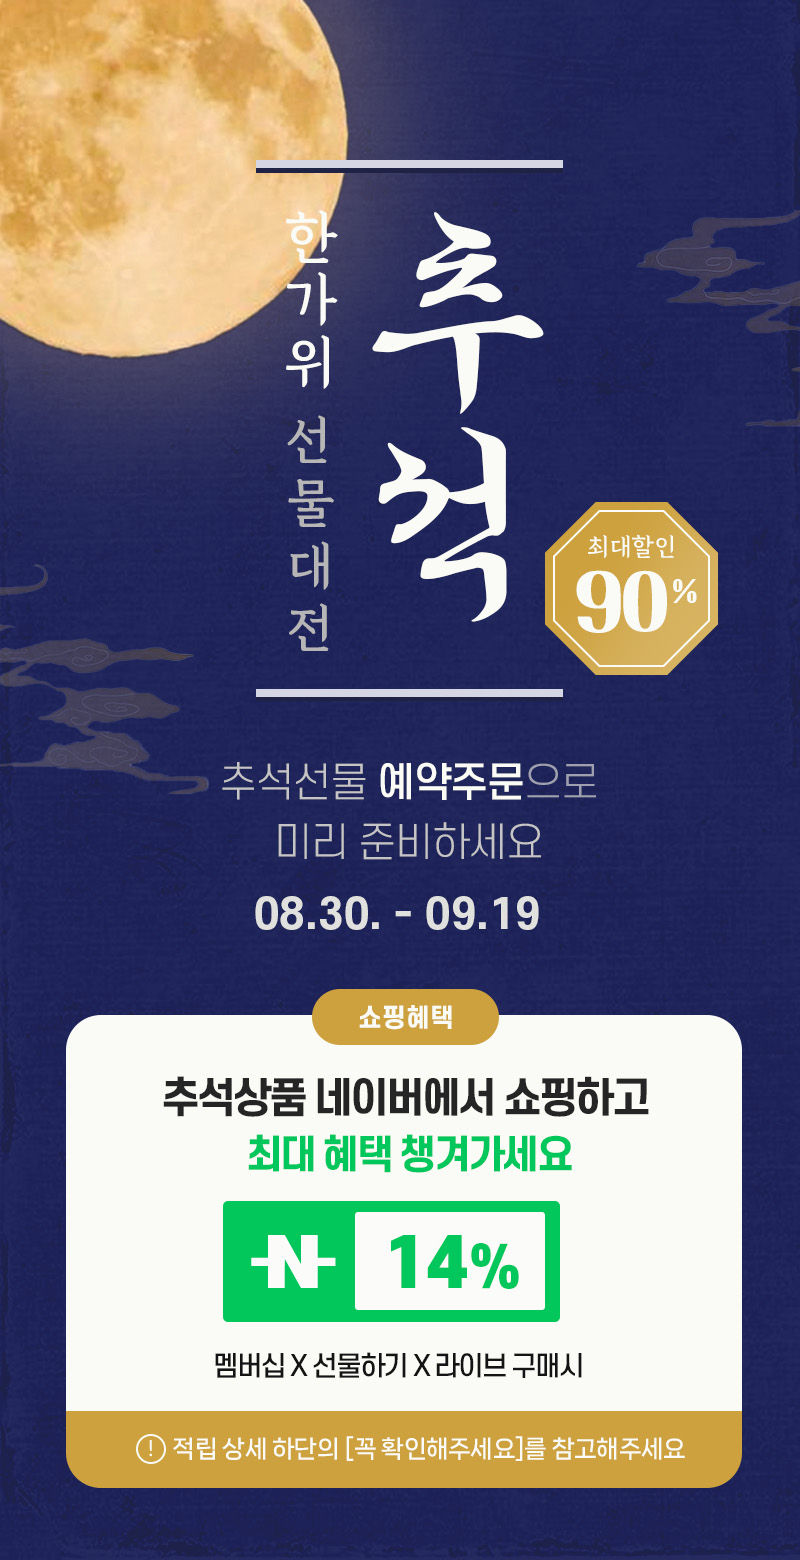 추석
한가위 선물대전
최대할인
90%
추석선물 예약주문으로
미리 준비하세요
08.30. - 09.19
쇼핑혜택
추석상품 네이버에서 쇼핑하고
최대 혜택 챙겨가세요
N 14%
멤버십 X 선물하기 X 라이브 구매시
! 적립 상세 하단의 [꼭 확인해주세요]를 참고해주세요